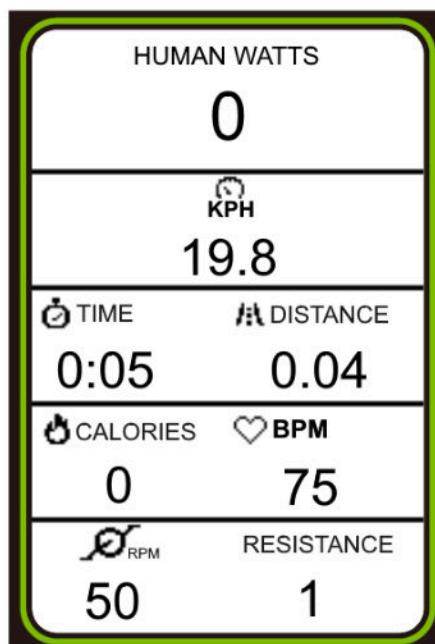 HUMAN WATTS
0
KPH
19.8
TIME DISTANCE
0:05 0.04
CALORIES BPM
0 75
RPM RESISTANCE
50 1